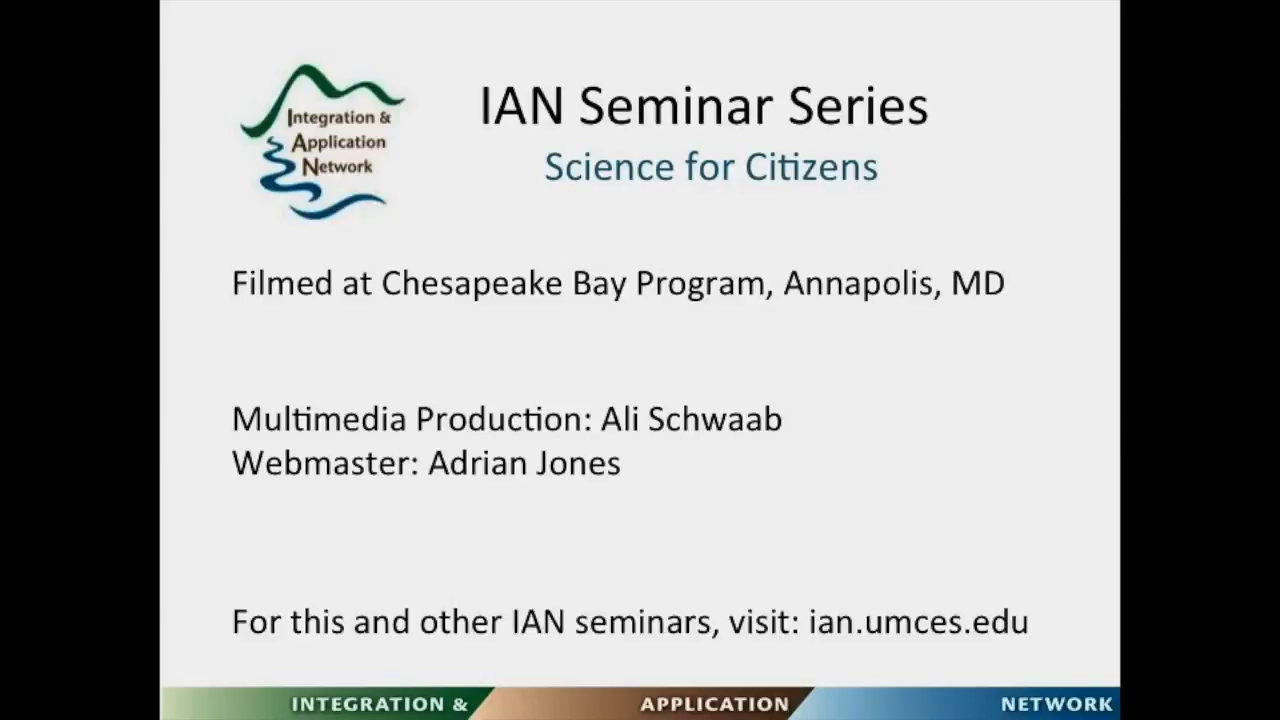 Integration &
Application
Network
IAN Seminar Series
Science for Citizens
Filmed at Chesapeake Bay Program, Annapolis, MD
Multimedia Production: Ali Schwaab
Webmaster: Adrian Jones
For this and other IAN seminars, visit: ian.umces.edu
INTEGRATION & APPLICATION NETWORK